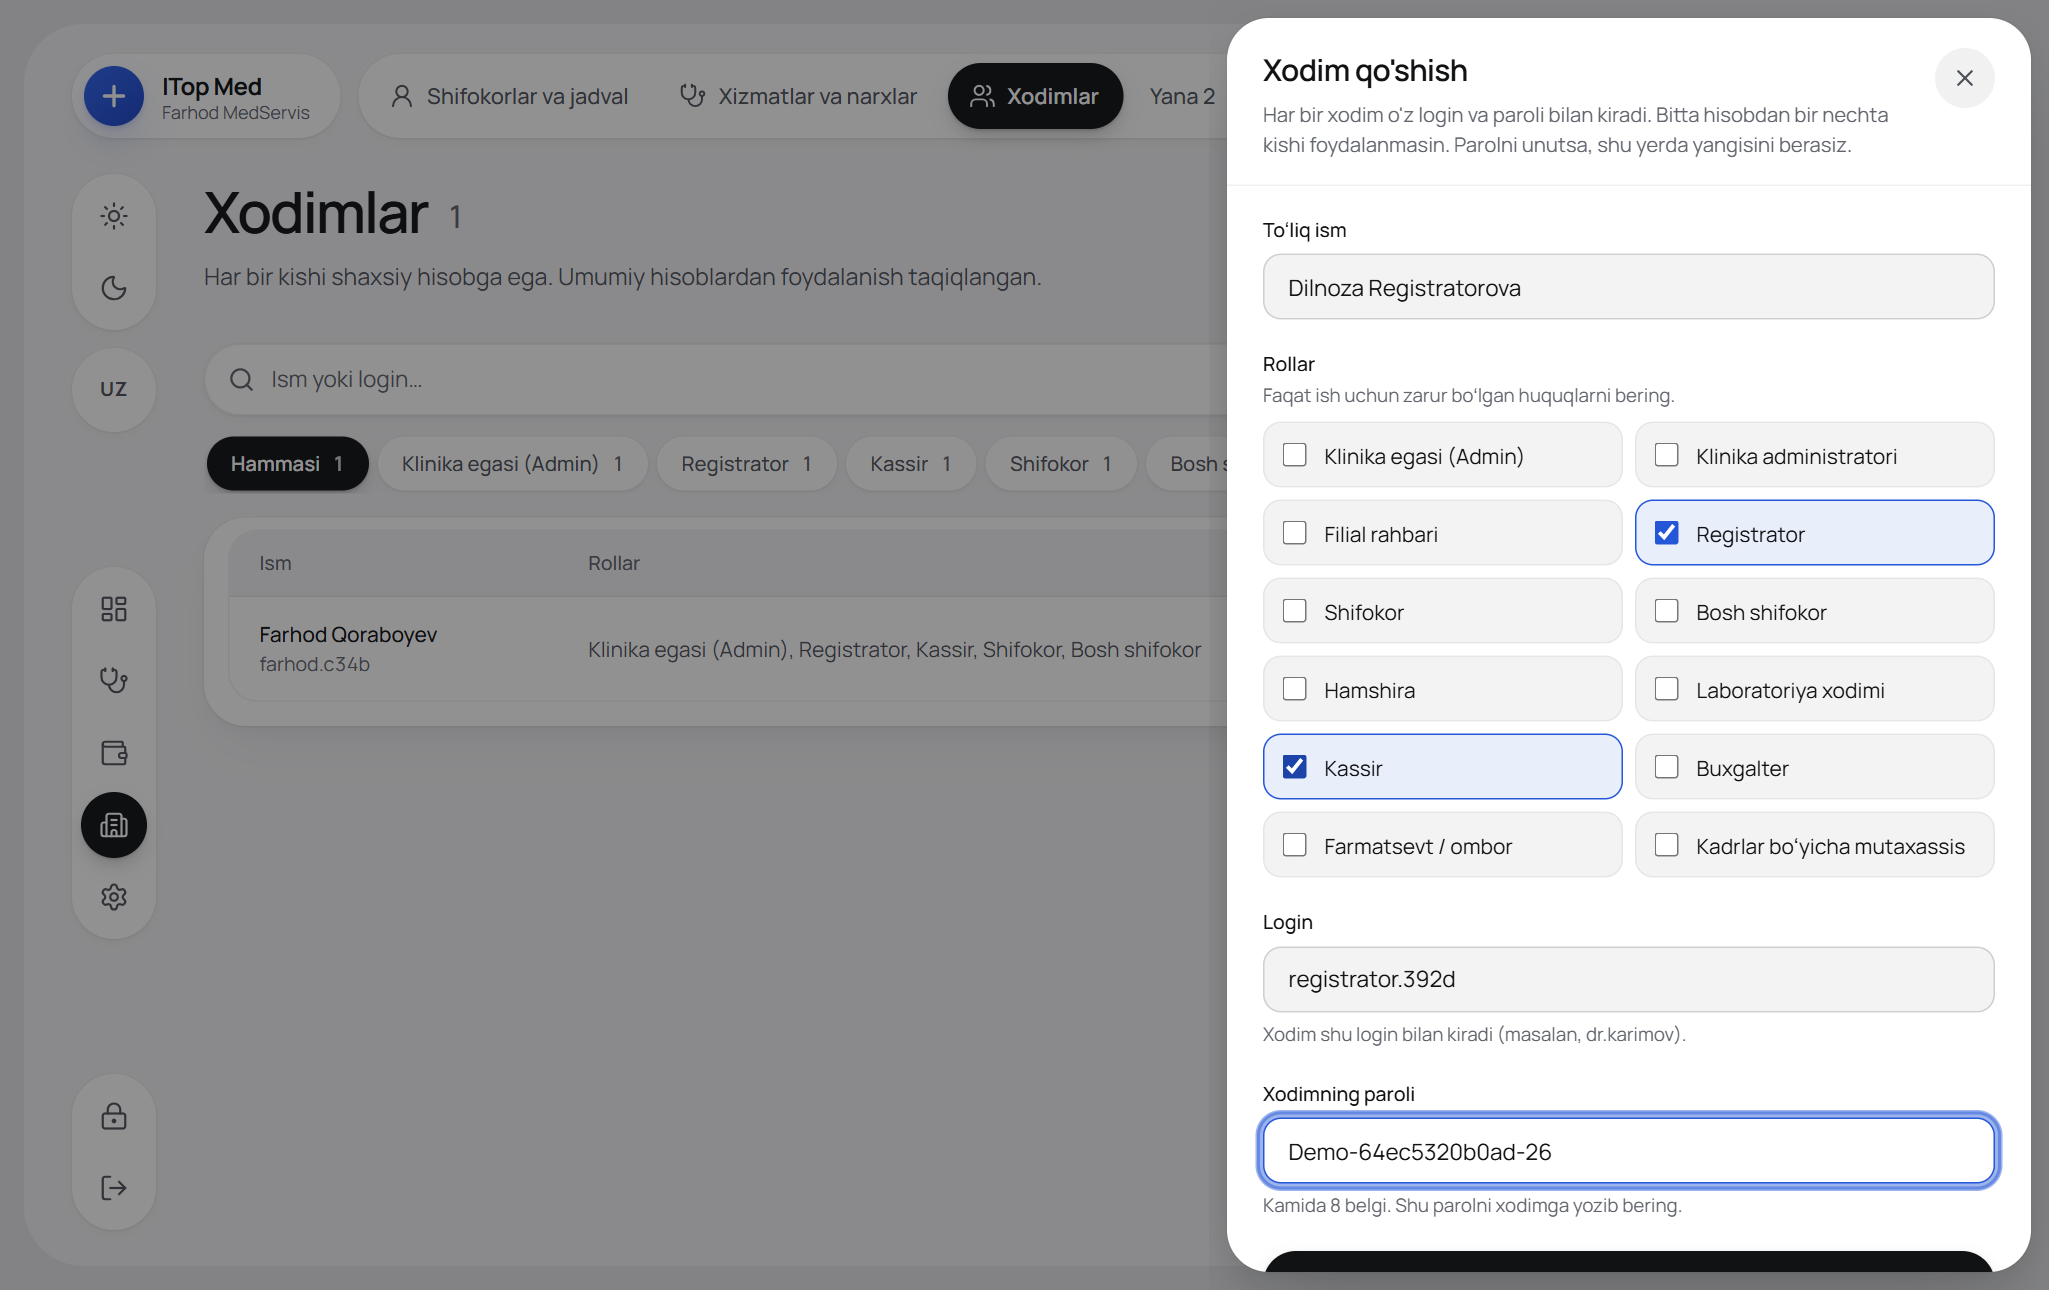 ITop Med
Farhod MedServis
Shifokorlar va jadval
Xizmatlar va narxlar
Xodimlar
Yana 2
UZ
Xodimlar 1
Har bir kishi shaxsiy hisobga ega. Umumiy hisoblardan foydalanish taqiqlangan.
Ism yoki login...
Hammasi 1
Klinika egasi (Admin) 1
Registrator 1
Kassir 1
Shifokor 1
Bosh
Ism
Rollar
Farhod Qoraboyev
farhod.c34b
Klinika egasi (Admin), Registrator, Kassir, Shifokor, Bosh shifokor
Xodim qo'shish
Har bir xodim o'z login va paroli bilan kiradi. Bitta hisobdan bir nechta
kishi foydalanmasin. Parolni unutsa, shu yerda yangisini berasiz.
Toʻliq ism
Dilnoza Registratorova
Rollar
Faqat ish uchun zarur boʻlgan huquqlarni bering.
Klinika egasi (Admin)
Klinika administratori
Filial rahbari
Registrator
Shifokor
Bosh shifokor
Hamshira
Laboratoriya xodimi
Kassir
Buxgalter
Farmatsevt / ombor
Kadrlar boʻyicha mutaxassis
Login
registrator.392d
Xodim shu login bilan kiradi (masalan, dr.karimov).
Xodimning paroli
Demo-64ec5320b0ad-26
Kamida 8 belgi. Shu parolni xodimga yozib bering.